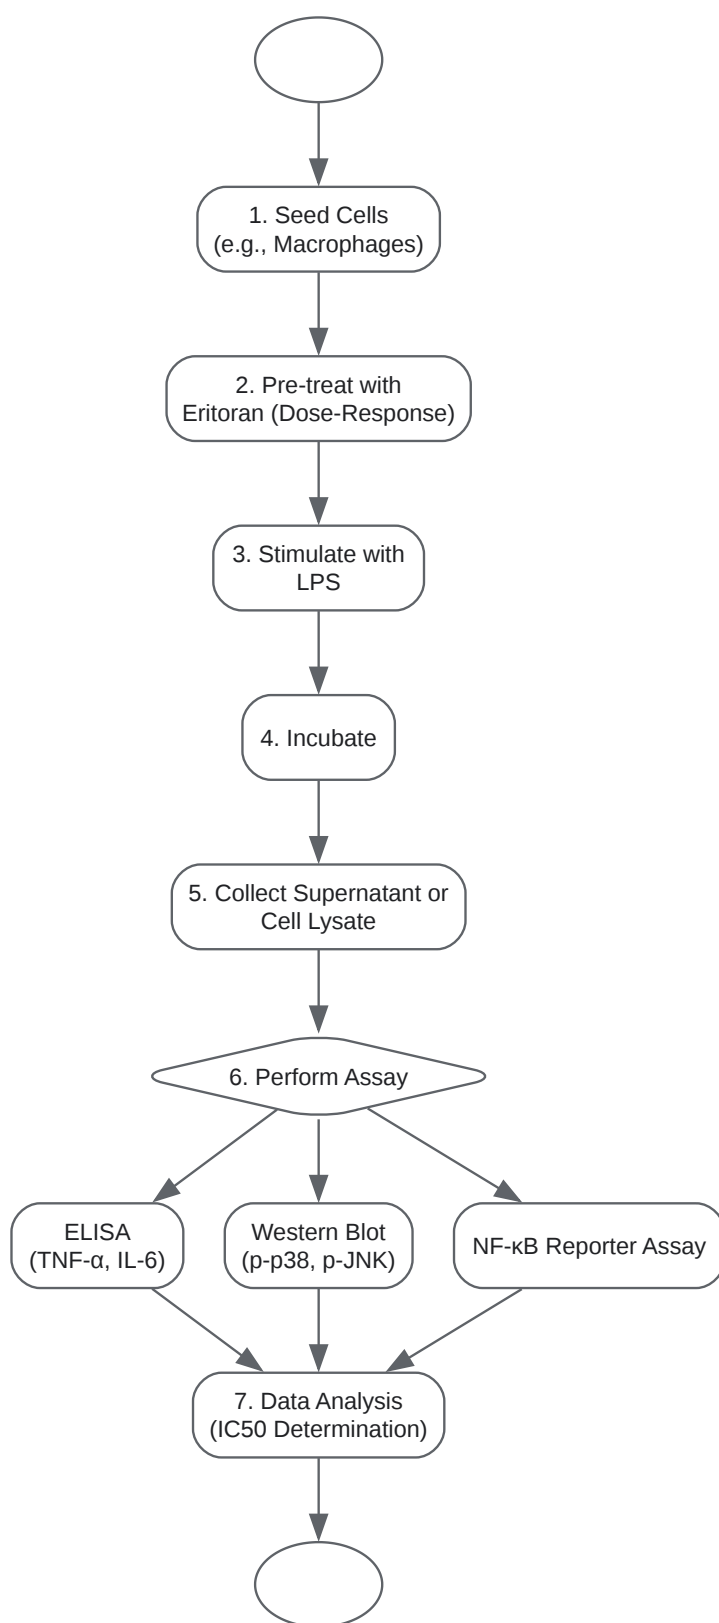 1. Seed Cells
(e.g., Macrophages)
2. Pre-treat with
Eritoran (Dose-Response)
3. Stimulate with
LPS
4. Incubate
5. Collect Supernatant or
Cell Lysate
6. Perform Assay
ELISA
(TNF-α, IL-6)
Western Blot
(p-p38, p-JNK)
NF-κB Reporter Assay
7. Data Analysis
(IC50 Determination)